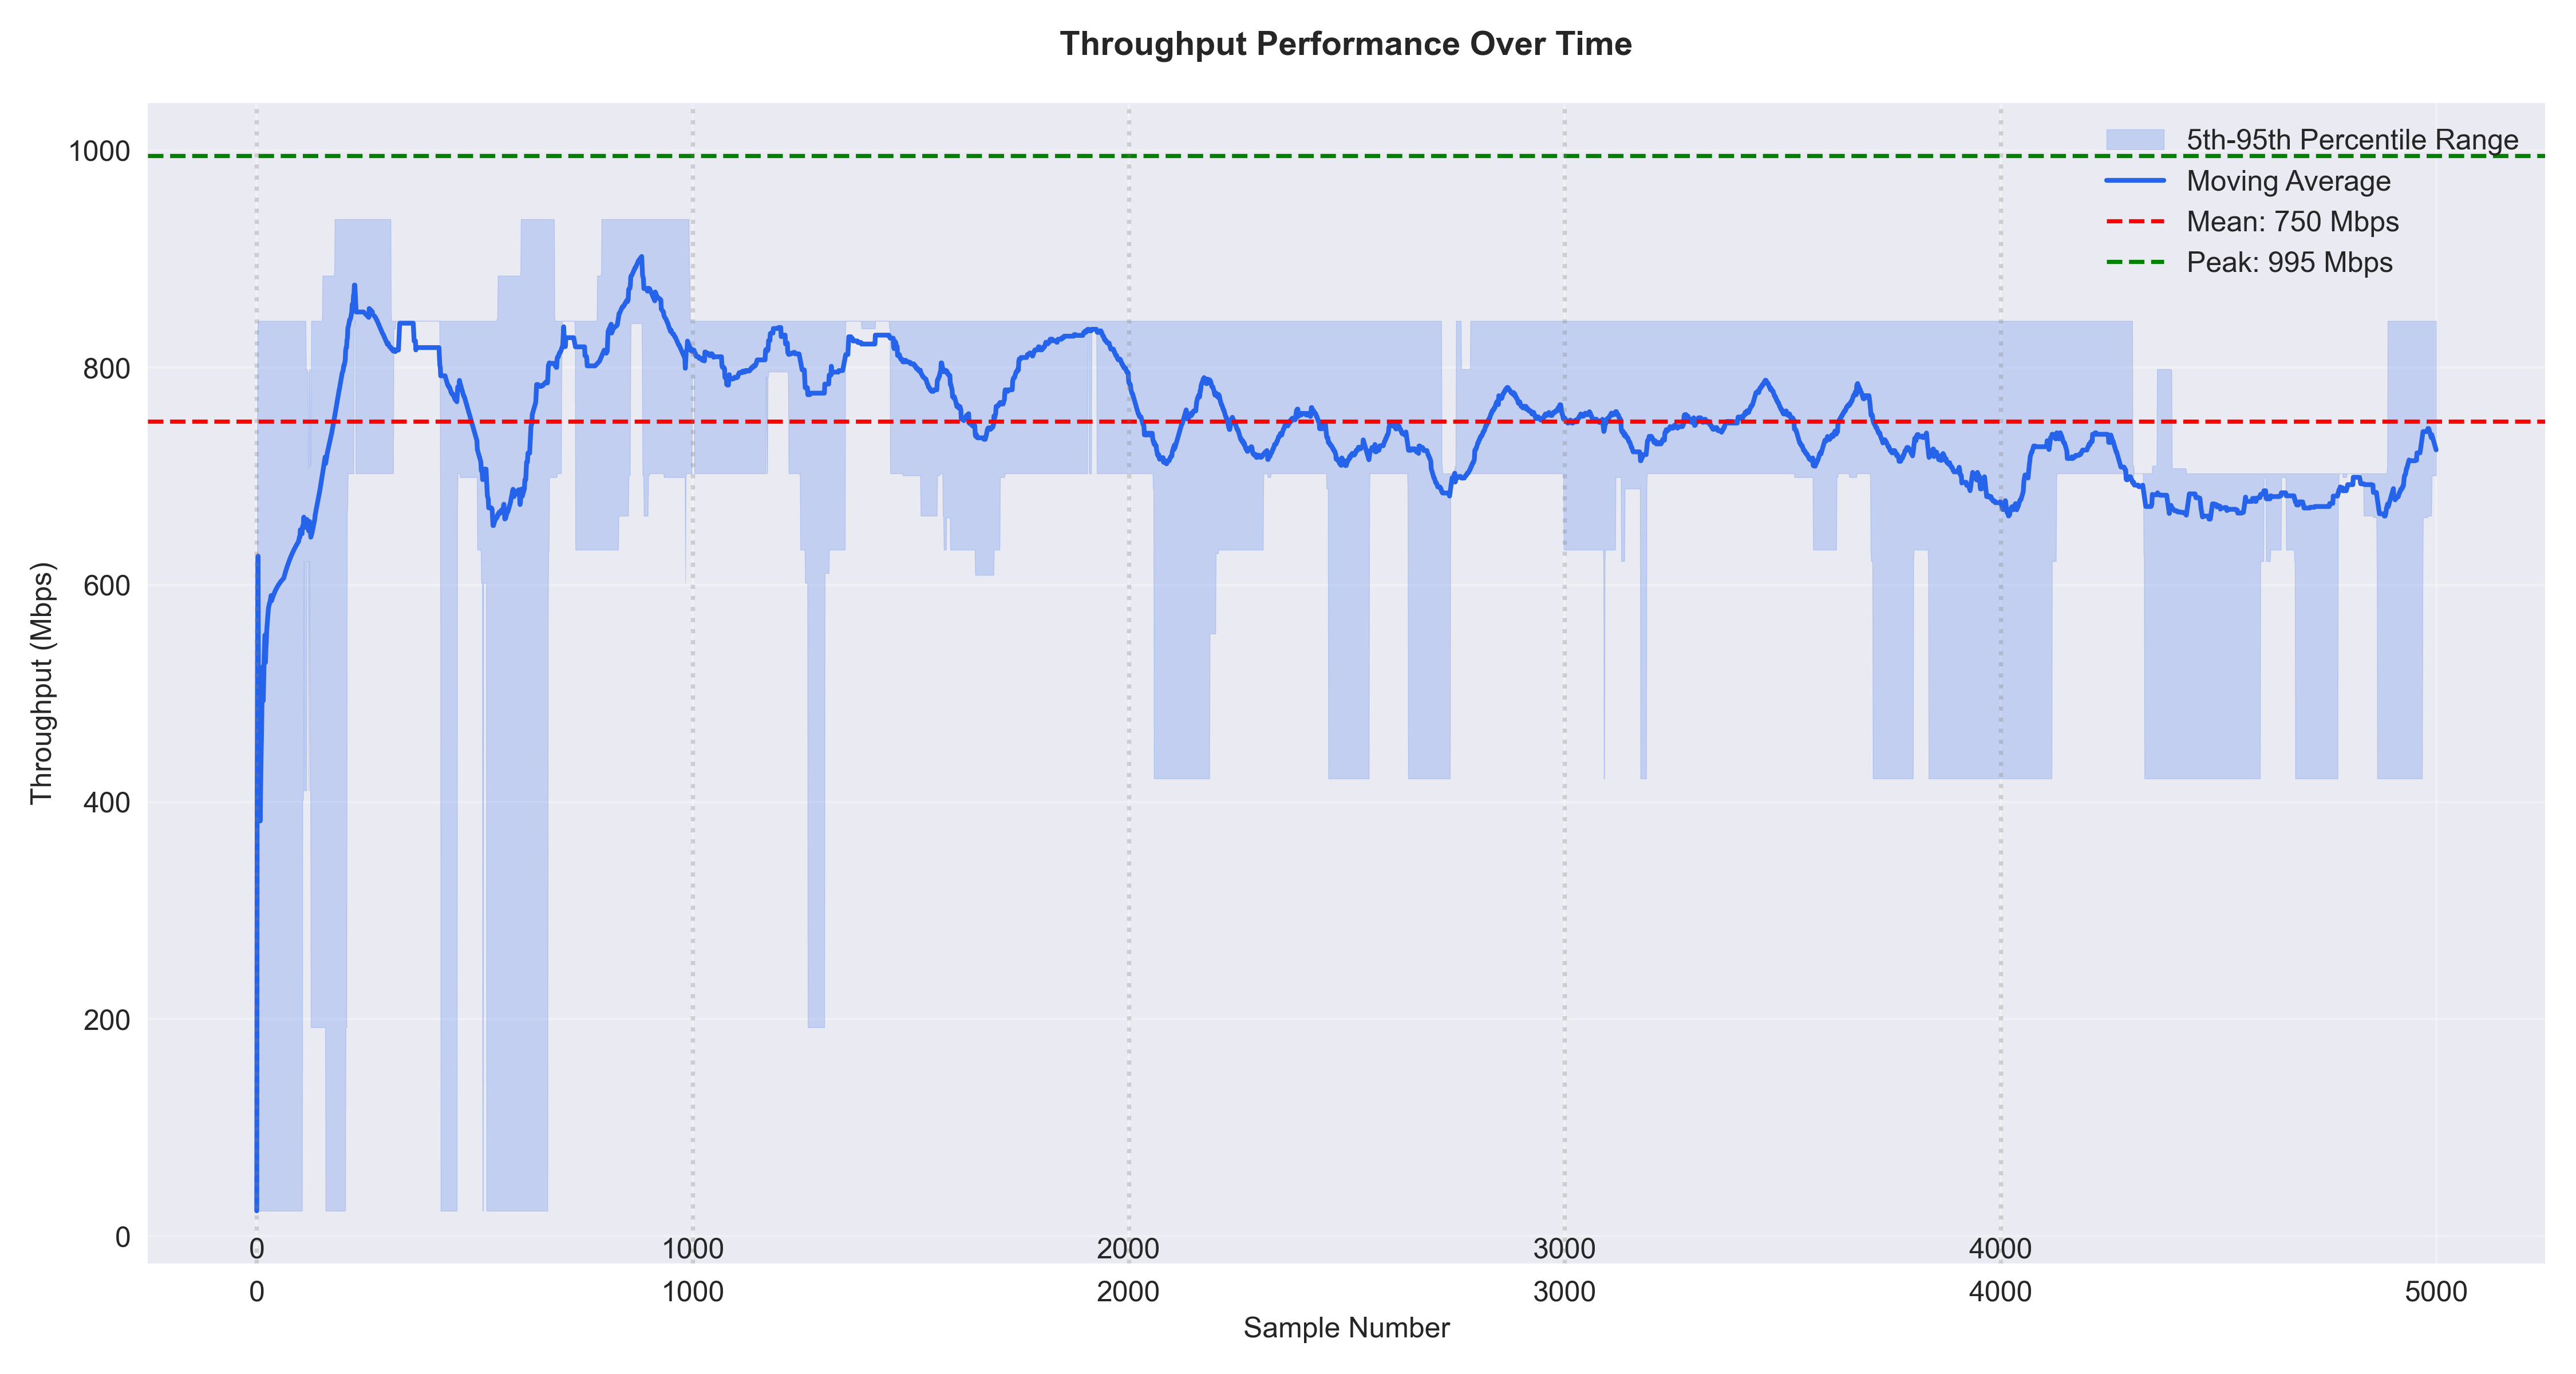 Throughput Performance Over Time
5th-95th Percentile Range
Moving Average
Mean: 750 Mbps
Peak: 995 Mbps
Throughput (Mbps)
1000
800
600
400
200
0
0 1000 2000 3000 4000
0 1000 2000 3000 4000 5000
Sample Number